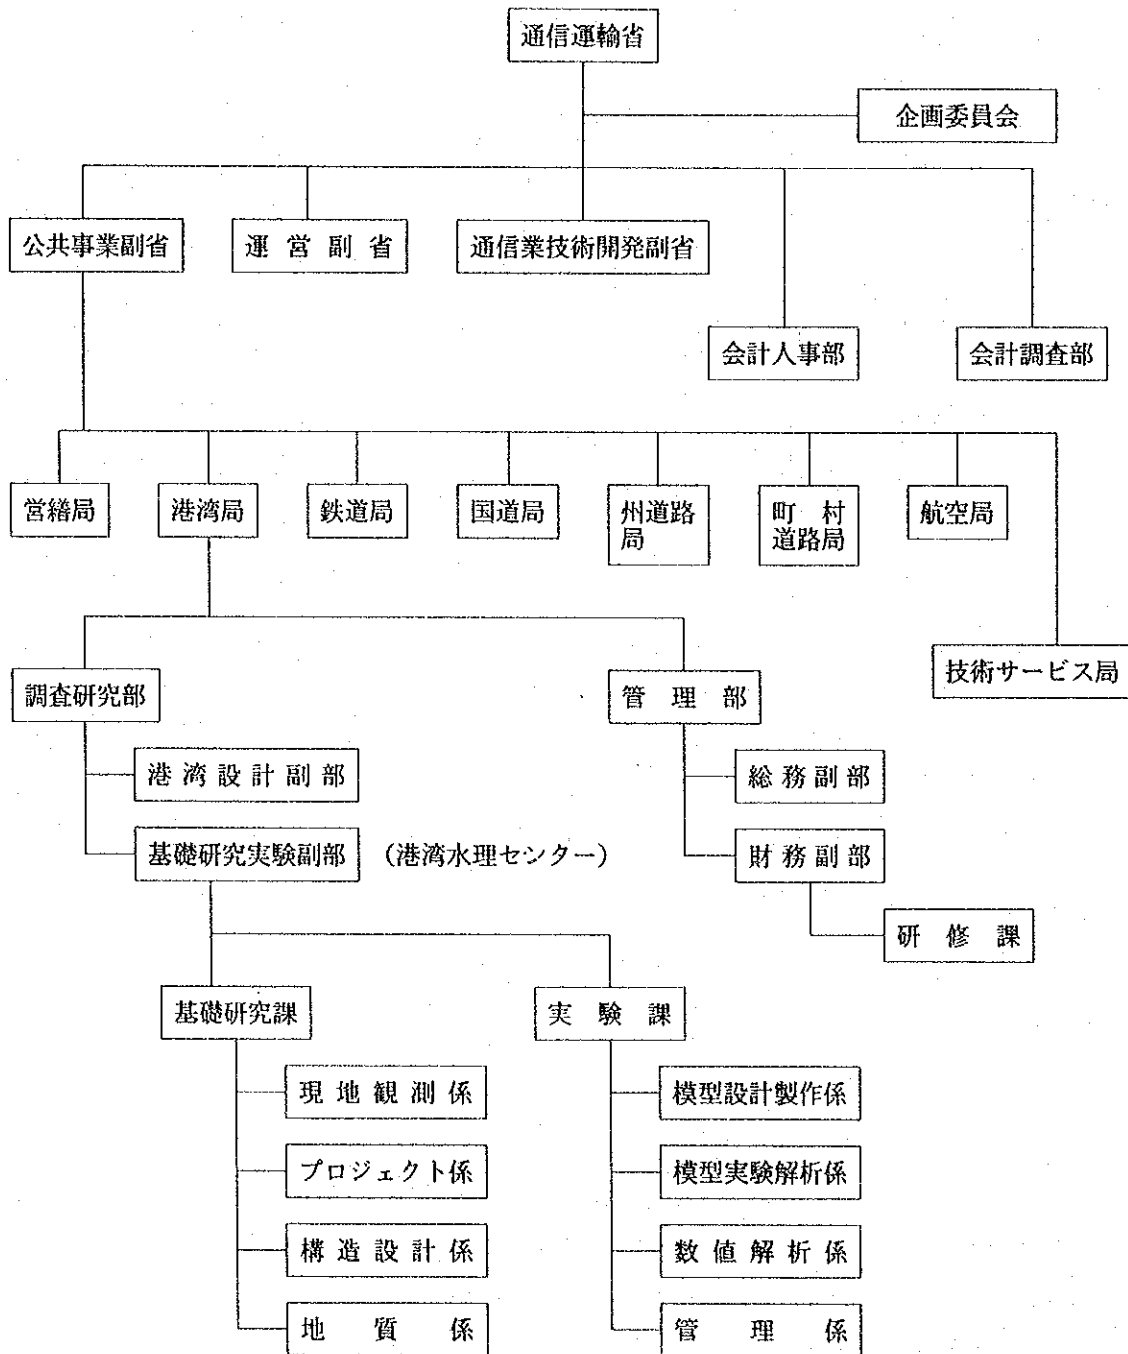 通信運輸省
企画委員会
公共事業副省
運営副省
通信業技術開発副省
会計人事部
会計調査部
営繕局
港湾局
鉄道局
国道局
州道路
局
町村
道路局
航空局
技術サービス局
調査研究部
管理部
港湾設計副部
総務副部
基礎研究実験副部 (港湾水理センター)
財務副部
研修課
基礎研究課
実験課
現地観測係
模型設計製作係
プロジェクト係
模型実験解析係
構造設計係
数値解析係
地質係
管理係